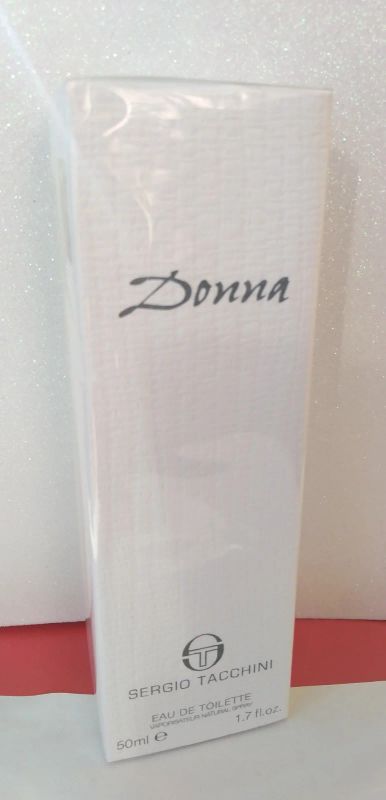 Donna
SERGIO TACCHINI
EAU DE TOILETTE
VAPORISATEUR NATURAL SPRAY
50ml ℮ 1.7 fl.oz.